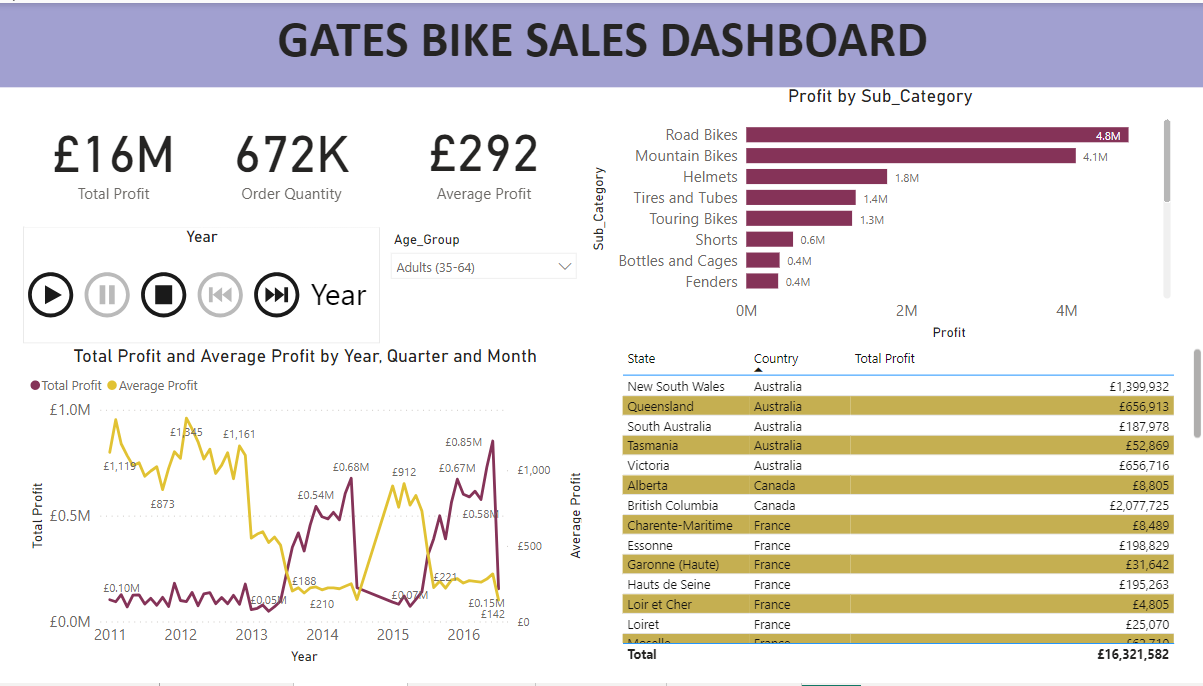 GATES BIKE SALES DASHBOARD
£16M
Total Profit
672K
Order Quantity
£292
Average Profit
Year
Year
Age_Group
Adults (35-64)
Profit by Sub_Category
Sub_Category
Road Bikes 4.8M
Mountain Bikes 4.1M
Helmets 1.8M
Tires and Tubes 1.4M
Touring Bikes 1.3M
Shorts 0.6M
Bottles and Cages 0.4M
Fenders 0.4M
0M 2M 4M
Profit
Total Profit and Average Profit by Year, Quarter and Month
Total Profit Average Profit
Total Profit
£1.0M
£0.5M
£0.0M
£1,119
£873
£1,345
£1,161
£0.10M
£0.05M
£188
£210
£0.54M
£0.68M
£912
£0.07M
£221
£0.67M
£0.58M
£0.85M
£0.15M
£142
£1,000
£500
£0
Average Profit
2011 2012 2013 2014 2015 2016
Year
State Country Total Profit
New South Wales Australia £1,399,932
Queensland Australia £656,913
South Australia Australia £187,978
Tasmania Australia £52,869
Victoria Australia £656,716
Alberta Canada £8,805
British Columbia Canada £2,077,725
Charente-Maritime France £8,489
Essonne France £198,829
Garonne (Haute) France £31,642
Hauts de Seine France £195,263
Loir et Cher France £4,805
Loiret France £25,070
Moselle France £62,710
Total £16,321,582